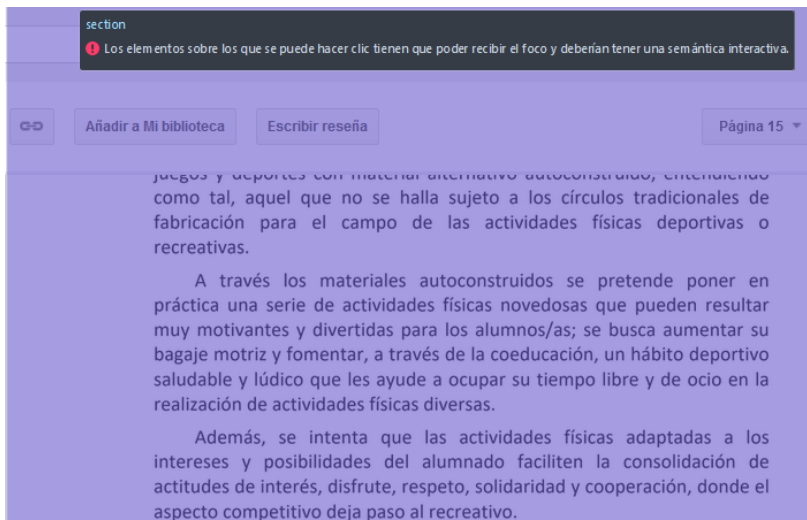 section
Los elementos sobre los que se puede hacer clic tienen que poder recibir el foco y deberían tener una semántica interactiva.
Añadir a Mi biblioteca
Escribir reseña
Página 15
juegos y deportes con material alternativo autoconstruido, entendiendo
como tal, aquel que no se halla sujeto a los círculos tradicionales de
fabricación para el campo de las actividades físicas deportivas o
recreativas.
A través los materiales autoconstruidos se pretende poner en
práctica una serie de actividades físicas novedosas que pueden resultar
muy motivantes y divertidas para los alumnos/as; se busca aumentar su
bagaje motriz y fomentar, a través de la coeducación, un hábito deportivo
saludable y lúdico que les ayude a ocupar su tiempo libre y de ocio en la
realización de actividades físicas diversas.
Además, se intenta que las actividades físicas adaptadas a los
intereses y posibilidades del alumnado faciliten la consolidación de
actitudes de interés, disfrute, respeto, solidaridad y cooperación, donde el
aspecto competitivo deja paso al recreativo.